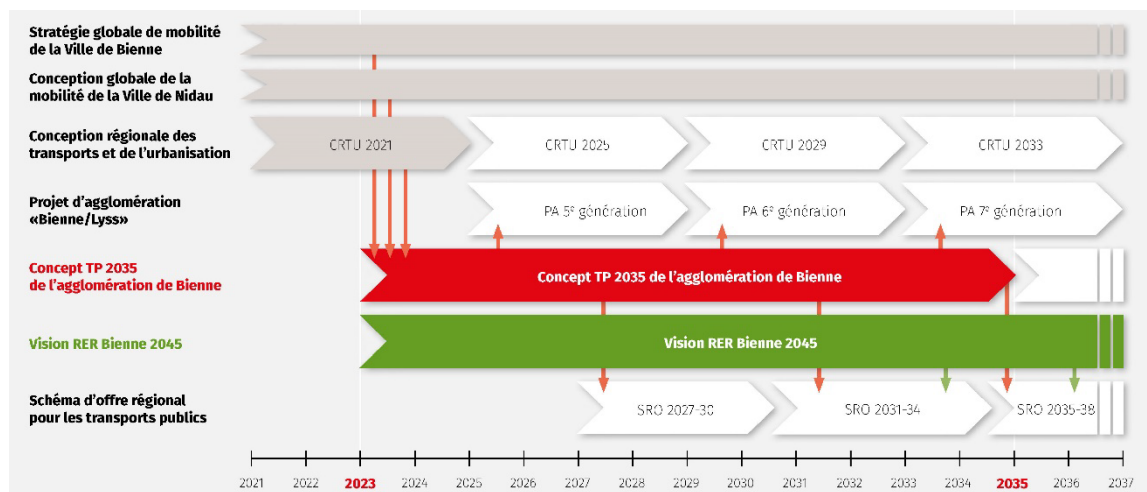 Stratégie globale de mobilité
de la Ville de Bienne
Conception globale de la
mobilité de la Ville de Nidau
Conception régionale des
transports et de l'urbanisation
CRTU 2021
CRTU 2025
CRTU 2029
CRTU 2033
Projet d'agglomération
«Bienne/Lyss»
PA 5e génération
PA 6e génération
PA 7e génération
Concept TP 2035
de l'agglomération de Bienne
Concept TP 2035 de l'agglomération de Bienne
Vision RER Bienne 2045
Vision RER Bienne 2045
Schéma d'offre régional
pour les transports publics
SRO 2027-30
SRO 2031-34
SRO 2035-38
2021 2022 2023 2024 2025 2026 2027 2028 2029 2030 2031 2032 2033 2034 2035 2036 2037